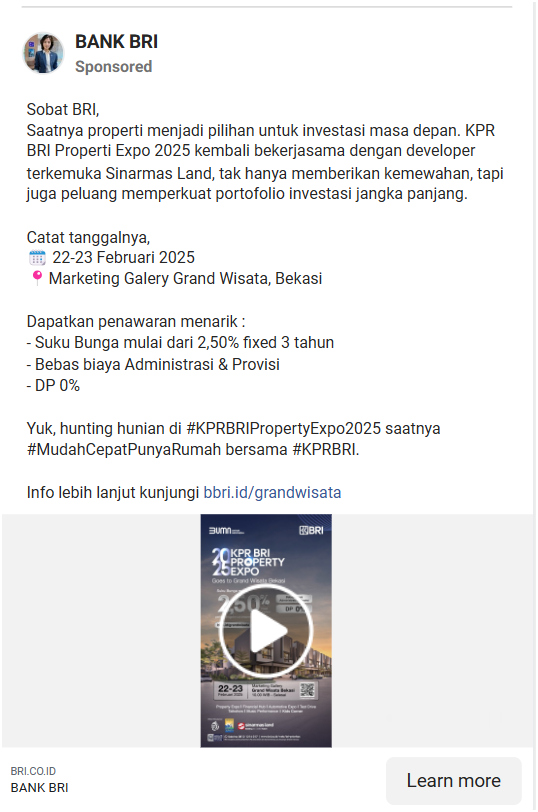 BANK BRI
Sponsored
Sobat BRI,
Saatnya properti menjadi pilihan untuk investasi masa depan. KPR
BRI Properti Expo 2025 kembali bekerjasama dengan developer
terkemuka Sinarmas Land, tak hanya memberikan kemewahan, tapi
juga peluang memperkuat portofolio investasi jangka panjang.
Catat tanggalnya,
22-23 Februari 2025
Marketing Galery Grand Wisata, Bekasi
Dapatkan penawaran menarik :
- Suku Bunga mulai dari 2,50% fixed 3 tahun
- Bebas biaya Administrasi & Provisi
- DP 0%
Yuk, hunting hunian di #KPRBRIPropertyExpo2025 saatnya
#MudahCepatPunyaRumah bersama #KPRBRI.
Info lebih lanjut kunjungi bbri.id/grandwisata
BUMN
BRI
2025 KPR BRI
PROPERTY
EXPO
Goes to Grand Wisata Bekasi
2,50%
DP 0%
22-23
Februari 2025
Marketing Gallery
Grand Wisata Bekasi
10.00 WIB - Selesai
sinarmas land
BRI.CO.ID
BANK BRI
Learn more